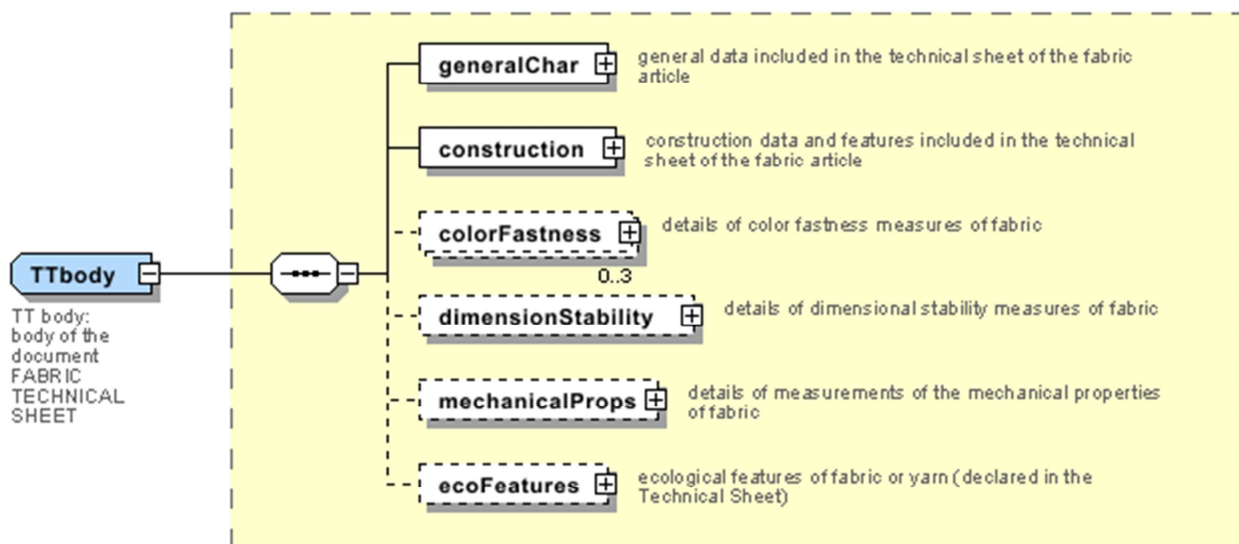 generalChar
general data included in the technical sheet of the fabric
article
construction
construction data and features included in the technical
sheet of the fabric article
colorFastness
details of color fastness measures of fabric
0..3
TTbody
TT body:
body of the
document
FABRIC
TECHNICAL
SHEET
dimensionStability
details of dimensional stability measures of fabric
mechanicalProps
details of measurements of the mechanical properties
of fabric
ecoFeatures
ecological features of fabric or yarn (declared in the
Technical Sheet)